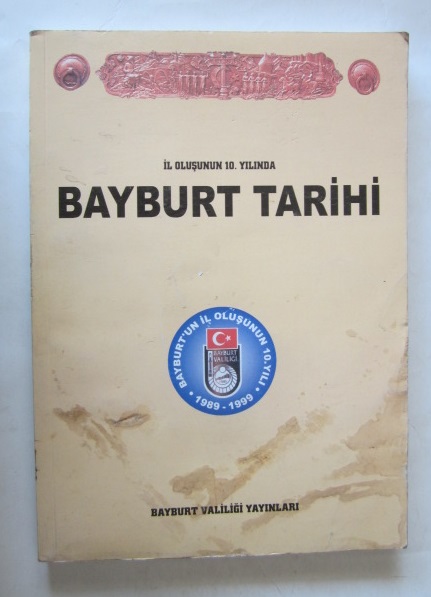 İL OLUŞUNUN 10. YILINDA
BAYBURT TARİHİ
BAYBURT'UN İL OLUŞUNUN 10.YILI
BAYBURT
VALİLİĞİ
1989 - 1999
BAYBURT VALİLİĞİ YAYINLARI